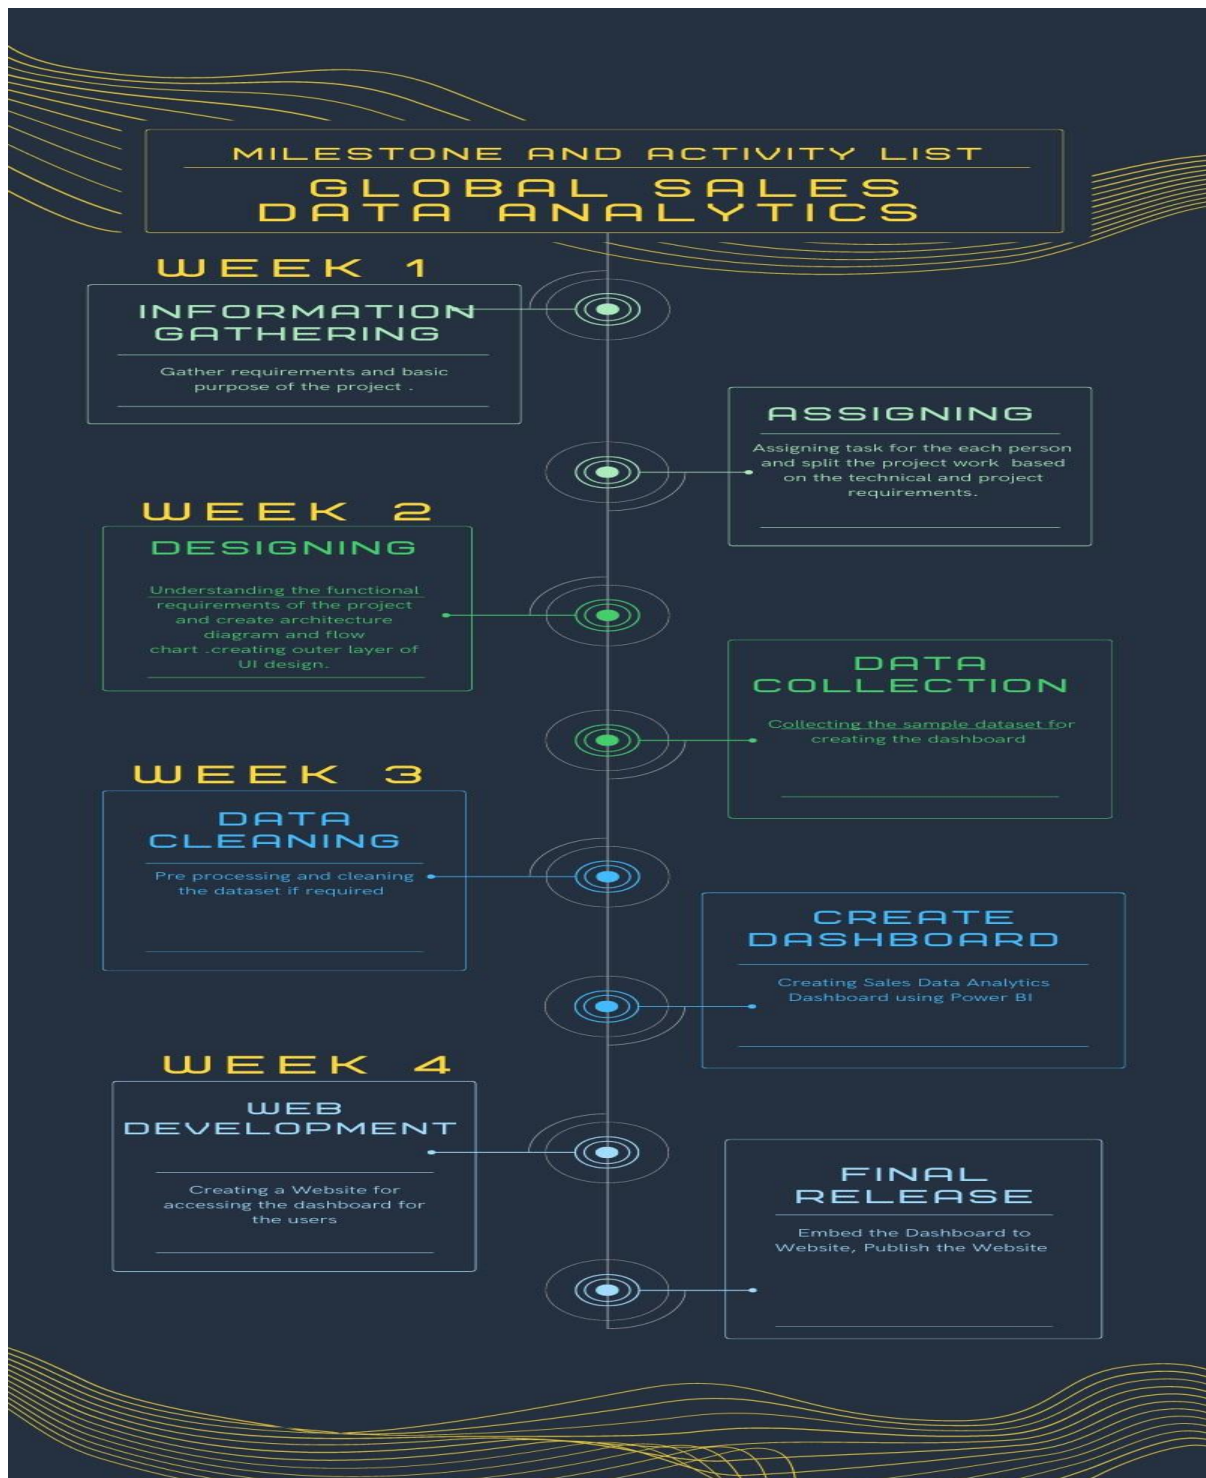 MILESTONE AND ACTIVITY LIST
GLOBAL SALES
DATA ANALYTICS
WEEK 1
INFORMATION
GATHERING
Gather requirements and basic
purpose of the project .
ASSIGNING
Assigning task for the each person
and split the project work based
on the technical and project
requirements.
WEEK 2
DESIGNING
Understanding the functional
requirements of the project
and create architecture
diagram and flow
chart .creating outer layer of
UI design.
DATA
COLLECTION
Collecting the sample dataset for
creating the dashboard
WEEK 3
DATA
CLEANING
Pre processing and cleaning
the dataset if required
CREATE
DASHBOARD
Creating Sales Data Analytics
Dashboard using Power BI
WEEK 4
WEB
DEVELOPMENT
Creating a Website for
accessing the dashboard for
the users
FINAL
RELEASE
Embed the Dashboard to
Website, Publish the Website